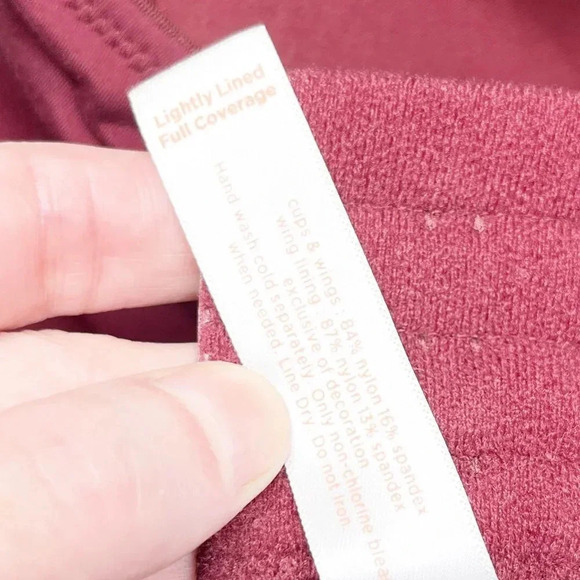 Lightly Lined
Full Coverage
cups & wings : 84% nylon 16% spandex
wing lining : 87% nylon 13% spandex
exclusive of decoration.
Hand wash cold separately. Only non-chlorine
when needed. Line Dry. Do not iron.